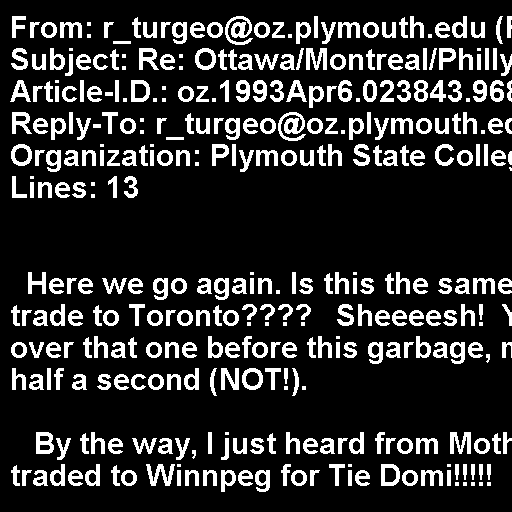 From: r_turgeo@oz.plymouth.edu
Subject: Re: Ottawa/Montreal/Philly
Article-I.D.: oz.1993Apr6.023843.968
Reply-To: r_turgeo@oz.plymouth.
Organization: Plymouth State
Lines: 13
Here we go again. Is this the same
trade to Toronto???? Sheeeesh!
over that one before this garbage,
half a second (NOT!).
By the way, I just heard from
traded to Winnpeg for Tie Domi!!!!!